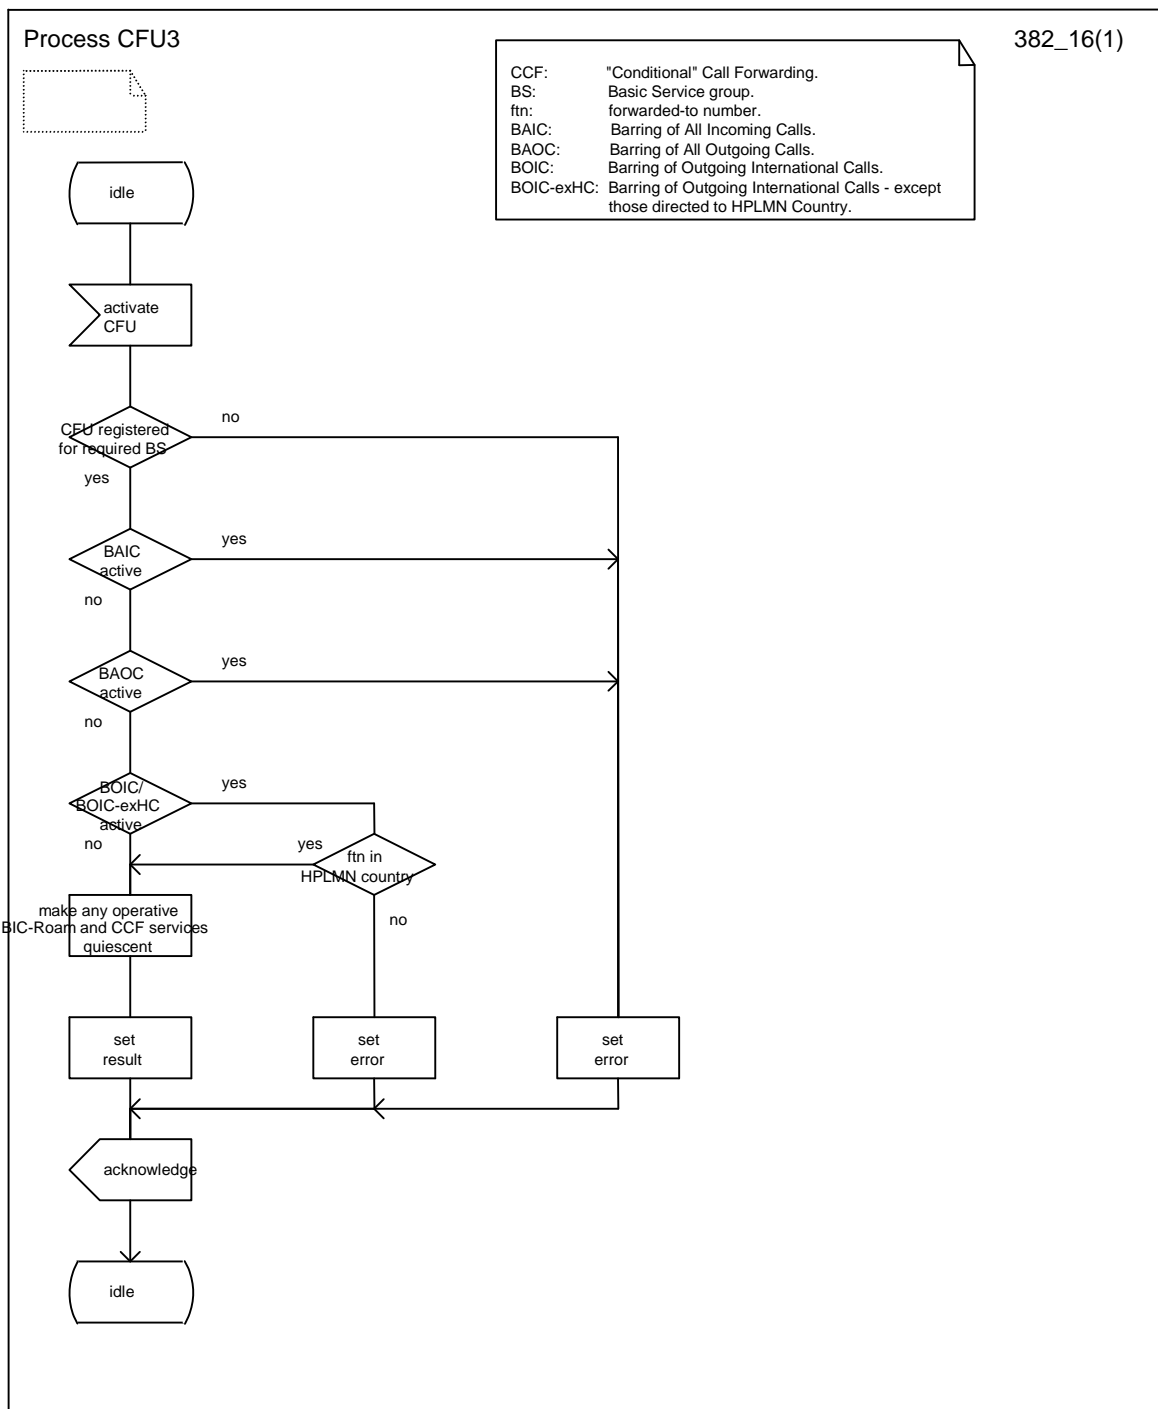 Process CFU3
382_16(1)
CCF: "Conditional" Call Forwarding.
BS: Basic Service group.
ftn: forwarded-to number.
BAIC: Barring of All Incoming Calls.
BAOC: Barring of All Outgoing Calls.
BOIC: Barring of Outgoing International Calls.
BOIC-exHC: Barring of Outgoing International Calls - except
those directed to HPLMN Country.
idle
activate
CFU
CFU registered
for required BS
no
yes
BAIC
active
yes
no
BAOC
active
yes
no
BOIC/
BOIC-exHC
active
yes
no
yes
ftn in
HPLMN country
no
make any operative
BIC-Roam and CCF services
quiescent
set
result
set
error
set
error
acknowledge
idle